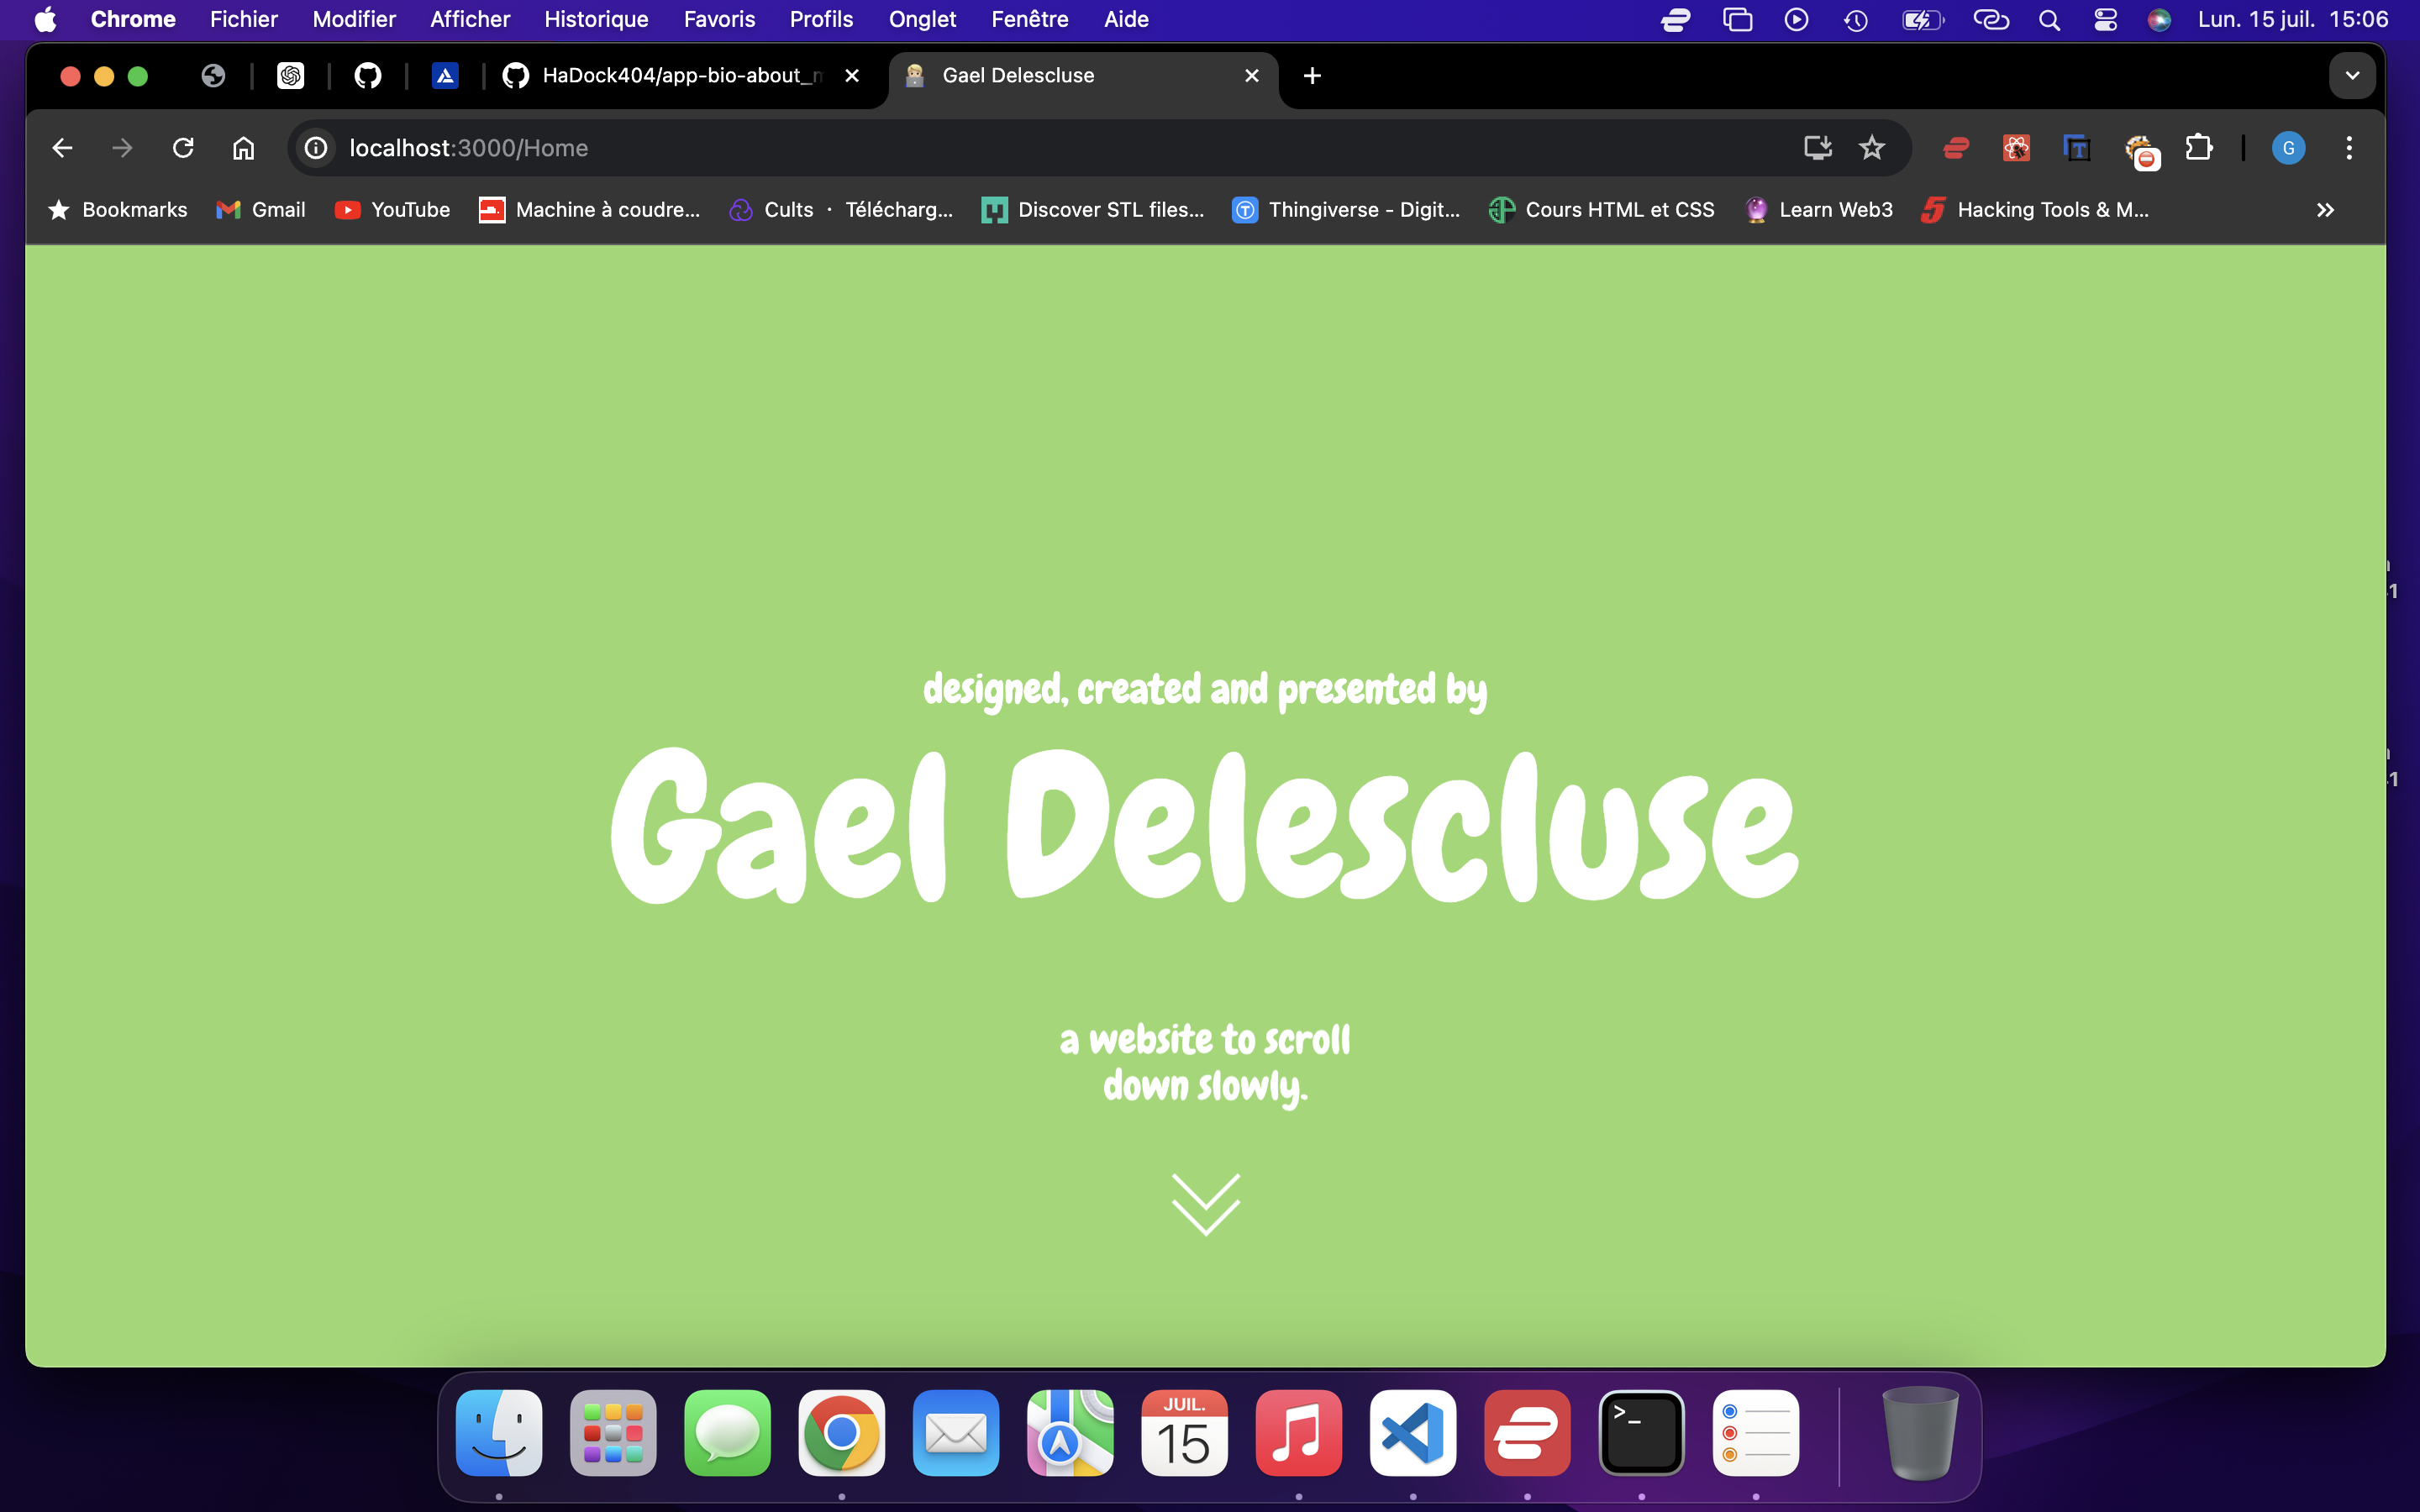 Chrome Fichier Modifier Afficher Historique Favoris Profils Onglet Fenêtre Aide Lun. 15 juil. 15:06
HaDock404/app-bio-about_ Gael Delescluse
localhost:3000/Home G
Bookmarks Gmail YouTube Machine à coudre... Cults · Télécharg... Discover STL files... Thingiverse - Digit... Cours HTML et CSS Learn Web3 Hacking Tools & M...
designed, created and presented by
Gael Delescluse
a website to scroll
down slowly.
JUIL.
15